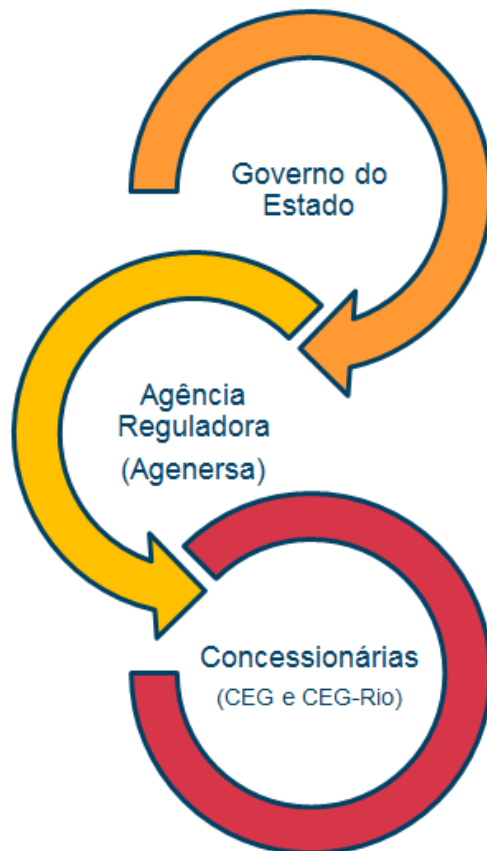 Governo do
Estado
Agência
Reguladora
(Agenersa)
Concessionárias
(CEG e CEG-Rio)